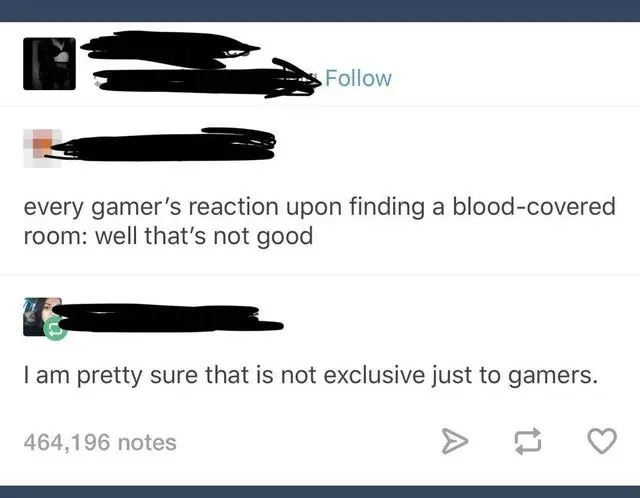 Follow
every gamer's reaction upon finding a blood-covered
room: well that's not good
I am pretty sure that is not exclusive just to gamers.
464,196 notes